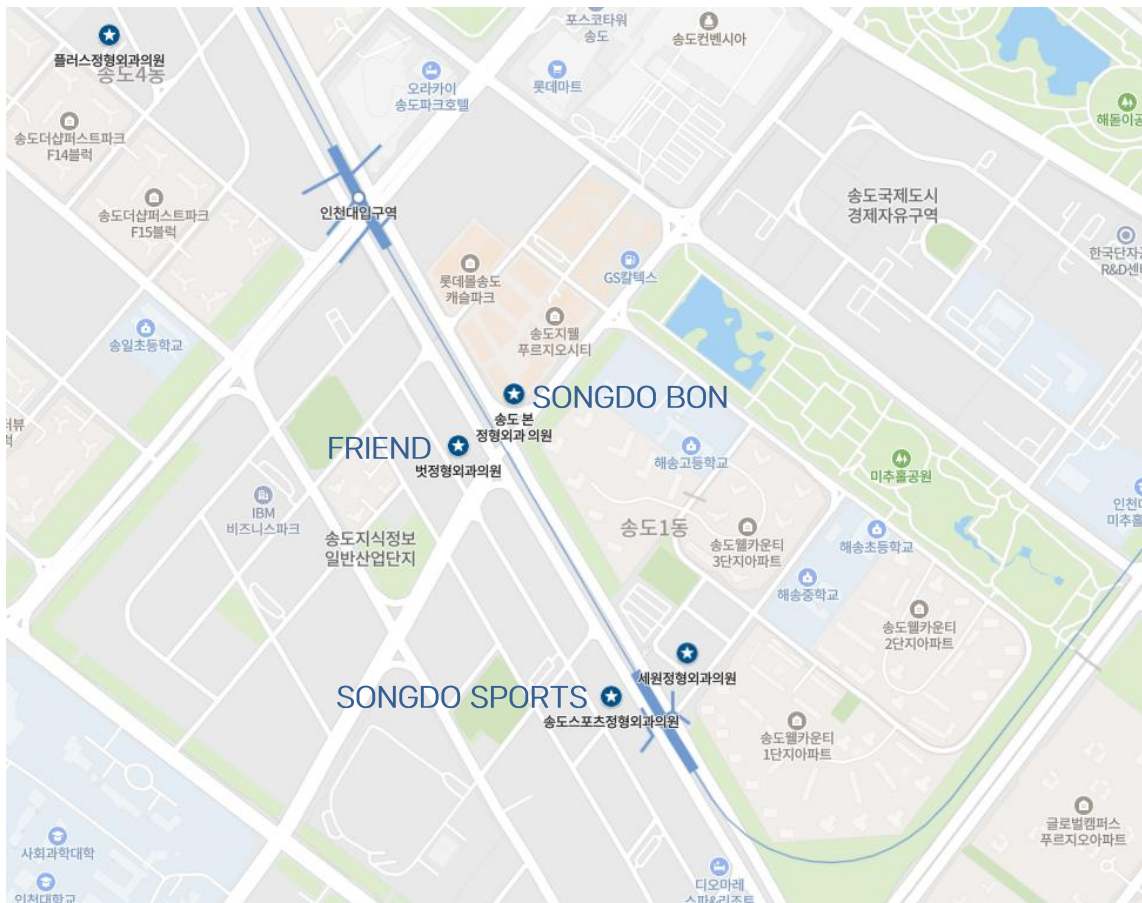 포스코타워
송도
송도컨벤시아
플러스정형외과의원
송도4동
오라카이
송도파크호텔
롯데마트
해돋이공
송도더샵퍼스트파크
F14블럭
송도더샵퍼스트파크
F15블럭
인천대입구역
송도국제도시
경제자유구역
한국단자공
R&D센터
롯데몰송도
캐슬파크
GS칼텍스
송도지웰
푸르지오시티
송일초등학교
SONGDO BON
송도 본
정형외과 의원
FRIEND
벗정형외과의원
해송고등학교
미추홀공원
IBM
비즈니스파크
송도지식정보
일반산업단지
송도1동
송도웰카운티
3단지아파트
해송초등학교
인천대
미추홀
해송중학교
송도웰카운티
2단지아파트
세원정형외과의원
SONGDO SPORTS
송도스포츠정형외과의원
송도웰카운티
1단지아파트
글로벌캠퍼스
푸르지오아파트
사회과학대학
인천대학교
디오마레
스파&리조트